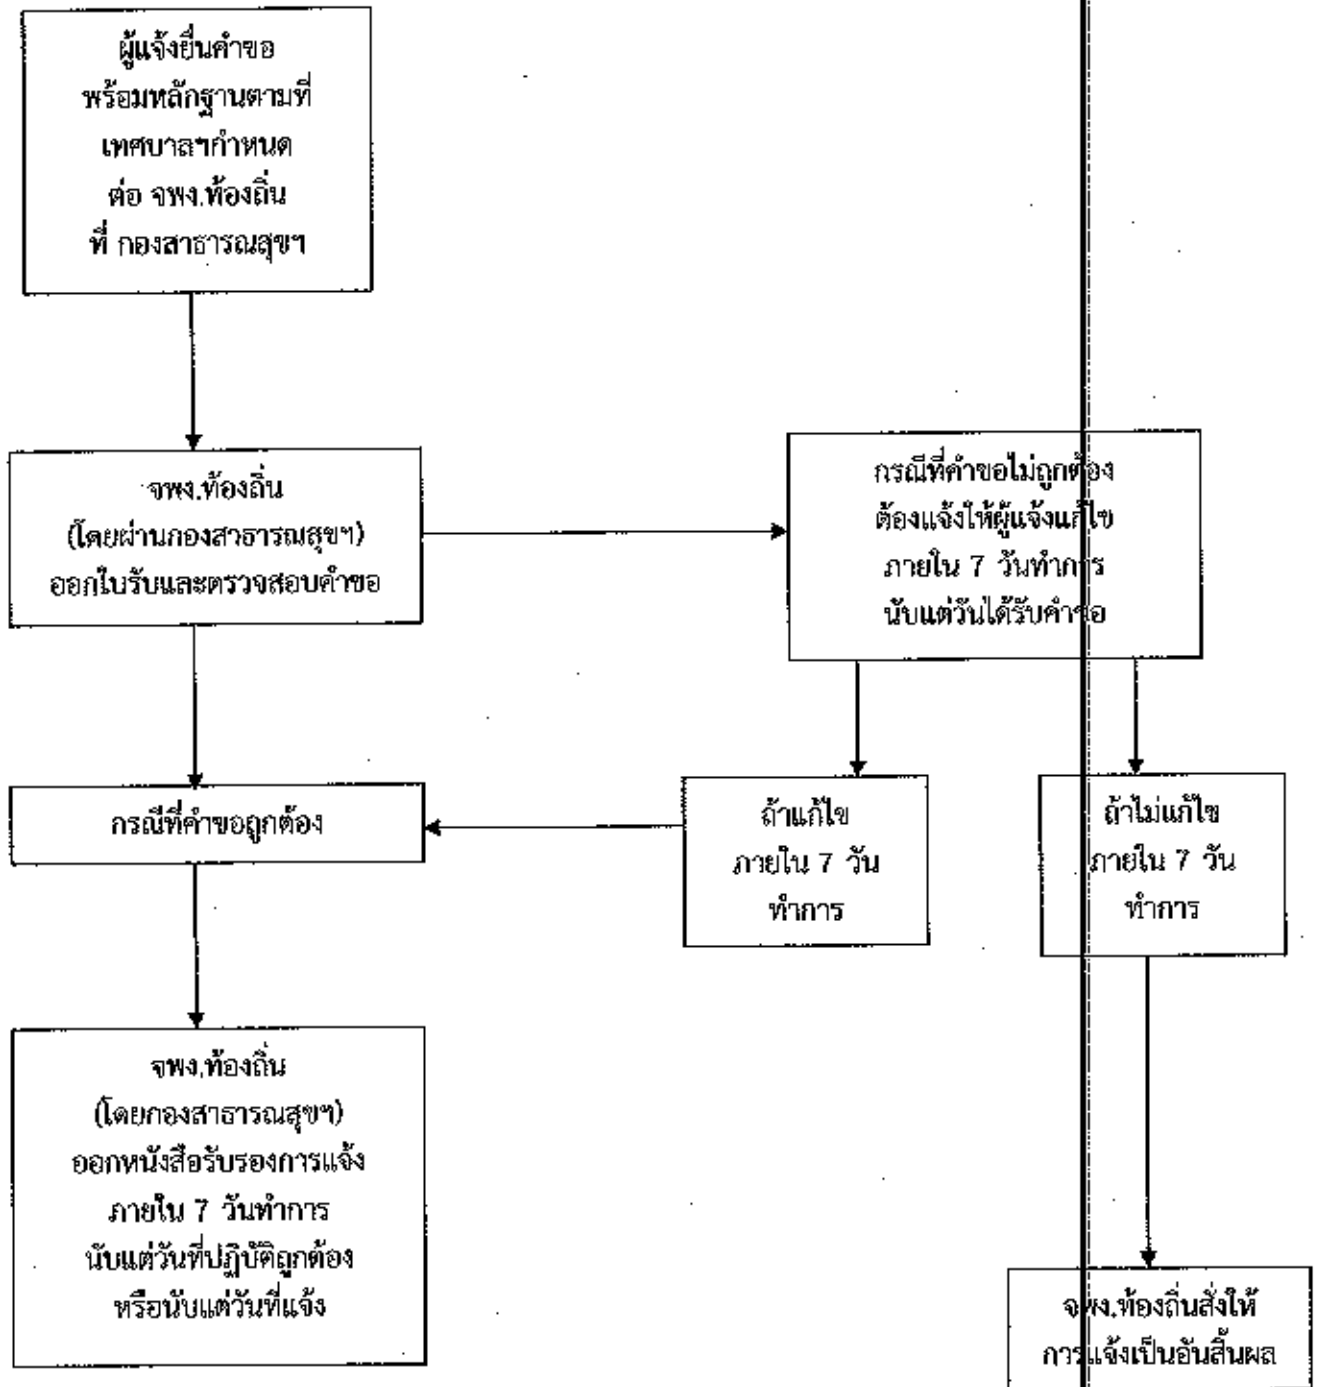 ผู้แจ้งยื่นคำขอ
พร้อมหลักฐานตามที่
เทศบาลฯกำหนด
ต่อ จพง.ท้องถิ่น
ที่ กองสาธารณสุขฯ
จพง.ท้องถิ่น
(โดยผ่านกองสาธารณสุขฯ)
ออกใบรับและตรวจสอบคำขอ
กรณีที่คำขอไม่ถูกต้อง
ต้องแจ้งให้ผู้แจ้งแก้ไข
ภายใน 7 วันทำการ
นับแต่วันได้รับคำขอ
กรณีที่คำขอถูกต้อง
ถ้าแก้ไข
ภายใน 7 วัน
ทำการ
ถ้าไม่แก้ไข
ภายใน 7 วัน
ทำการ
จพง.ท้องถิ่น
(โดยกองสาธารณสุขฯ)
ออกหนังสือรับรองการแจ้ง
ภายใน 7 วันทำการ
นับแต่วันที่ปฏิบัติถูกต้อง
หรือนับแต่วันที่แจ้ง
จพง.ท้องถิ่นสั่งให้
การแจ้งเป็นอันสิ้นผล